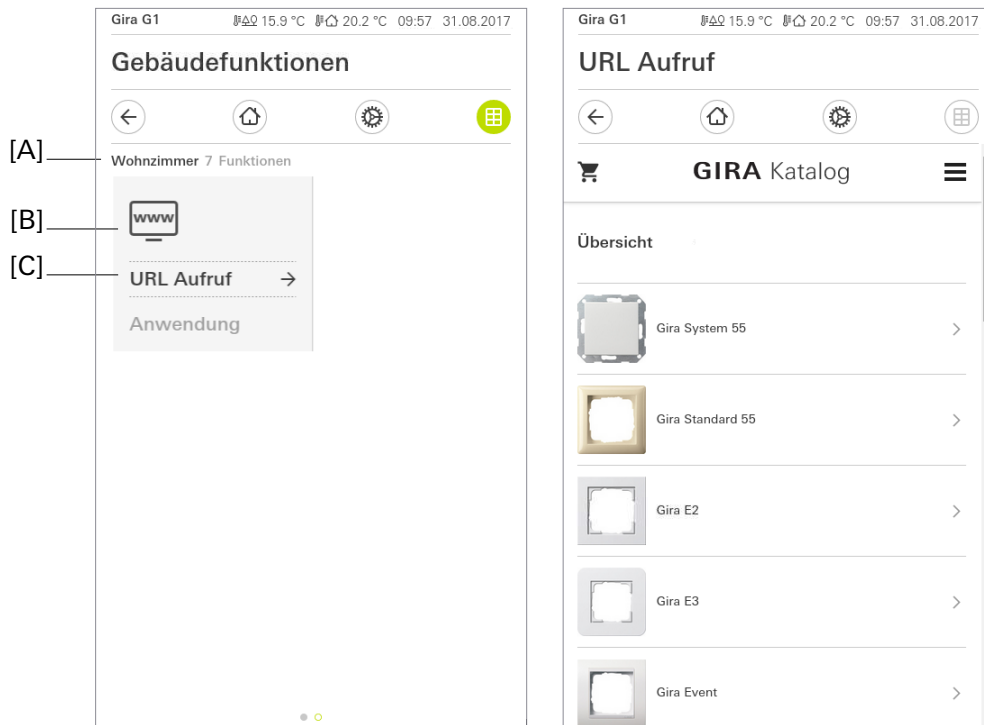 Gira G1 15.9 °C 20.2 °C 09:57 31.08.2017
Gebäudefunktionen
[A]
Wohnzimmer 7 Funktionen
[B]
www
[C]
URL Aufruf
Anwendung
Gira G1 15.9 °C 20.2 °C 09:57 31.08.2017
URL Aufruf
GIRA Katalog
Übersicht
Gira System 55
Gira Standard 55
Gira E2
Gira E3
Gira Event